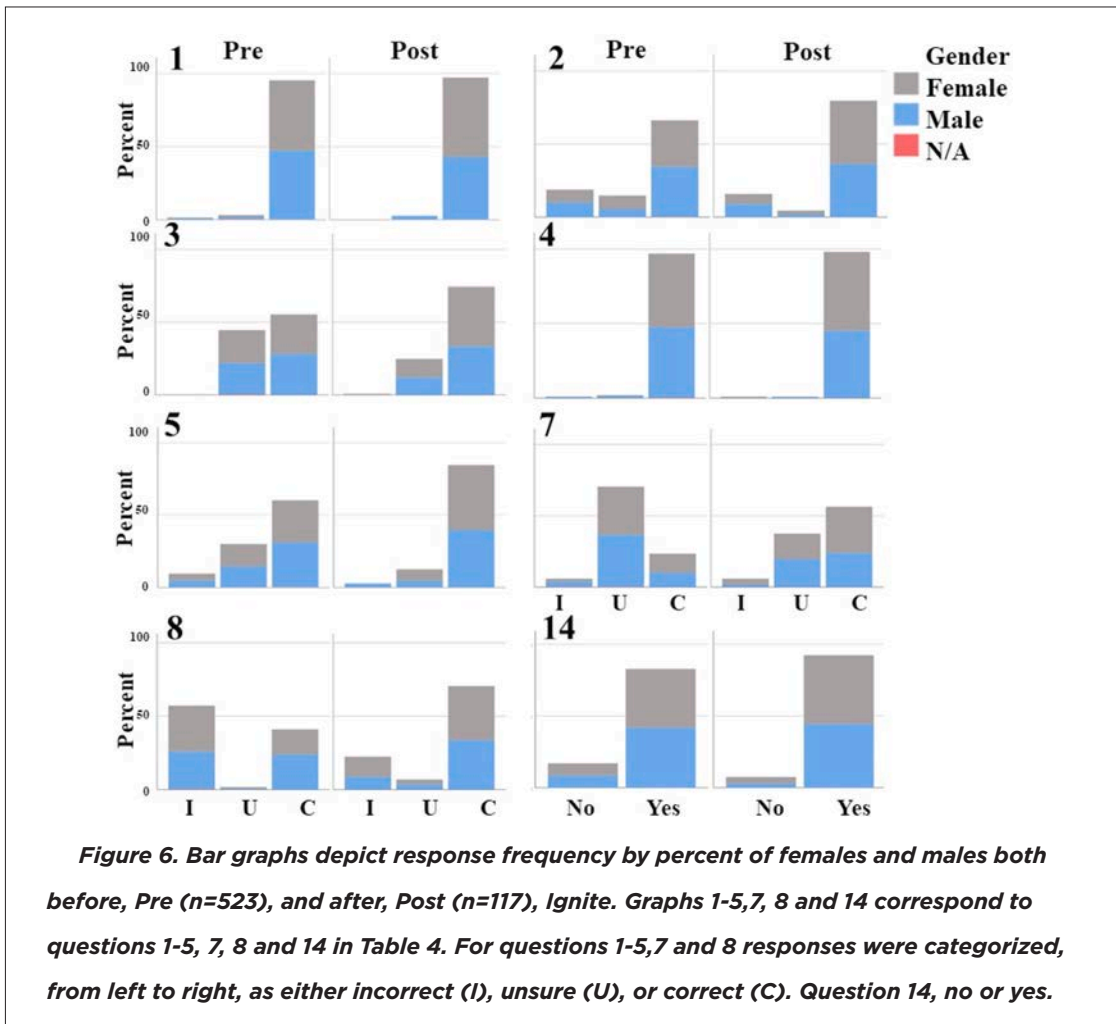 Pre Post Pre Post Gender
1 2 Female
Male
N/A
100
Percent
50
0
3 4
100
Percent
50
0
5 7
100
Percent
50
0
I U C I U C
8 14
100
Percent
50
0
I U C I U C No Yes No Yes
Figure 6. Bar graphs depict response frequency by percent of females and males both
before, Pre (n=523), and after, Post (n=117), Ignite. Graphs 1-5,7, 8 and 14 correspond to
questions 1-5, 7, 8 and 14 in Table 4. For questions 1-5,7 and 8 responses were categorized,
from left to right, as either incorrect (I), unsure (U), or correct (C). Question 14, no or yes.